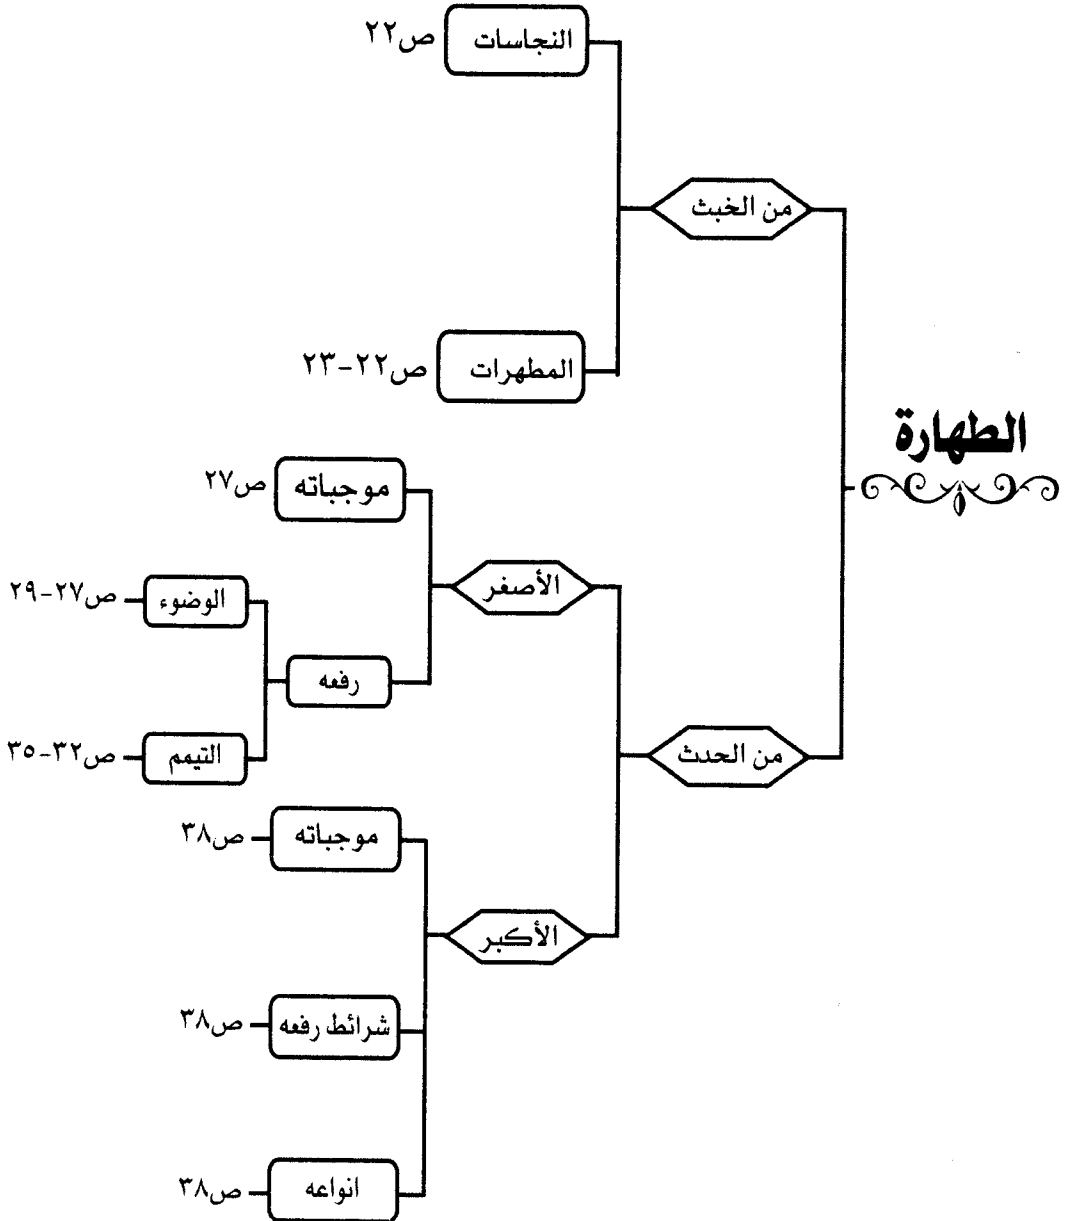 الطهارة
من الخبث
النجاسات ص٢٢
المطهرات ص٢٢-٢٣
من الحدث
الأصغر
موجباته ص٢٧
رفعه
الوضوء ص٢٧-٢٩
التيمم ص٣٢-٣٥
الأكبر
موجباته ص٣٨
شرائط رفعه ص٣٨
انواعه ص٣٨